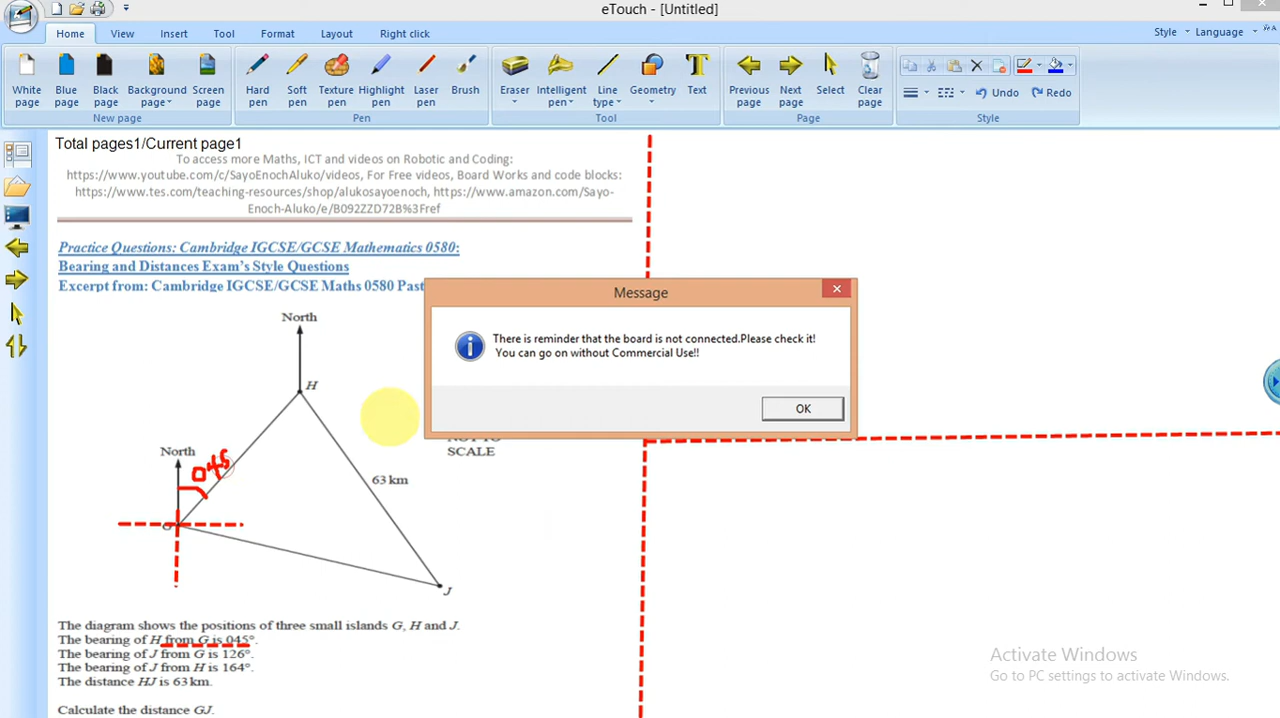 eTouch - [Untitled]
Home View Insert Tool Format Layout Right click
Style Language
White page
Blue page
Black page
Background page
Screen page
Hard pen
Soft pen
Texture pen
Highlight pen
Laser pen
Brush
Eraser
Intelligent pen
Line type
Geometry
Text
Previous page
Next page
Select
Clear page
Undo Redo
New page Pen Tool Page Style
Total pages1/Current page1
To access more Maths, ICT and videos on Robotic and Coding:
https://www.youtube.com/c/SayoEnochAluko/videos, For Free videos, Board Works and code blocks:
https://www.tes.com/teaching-resources/shop/alukosayoenoch, https://www.amazon.com/Sayo-
Enoch-Aluko/e/B092ZZD72B%3Fref
Practice Questions: Cambridge IGCSE/GCSE Mathematics 0580:
Bearing and Distances Exam's Style Questions
Excerpt from: Cambridge IGCSE/GCSE Maths 0580 Past
Message
There is reminder that the board is not connected.Please check it!
You can go on without Commercial Use!!
OK
North
H
NOT TO
SCALE
North
045
63 km
G
J
The diagram shows the positions of three small islands G, H and J.
The bearing of H from G is 045°.
The bearing of J from G is 126°.
The bearing of J from H is 164°.
The distance HJ is 63 km.
Calculate the distance GJ.
Activate Windows
Go to PC settings to activate Windows.